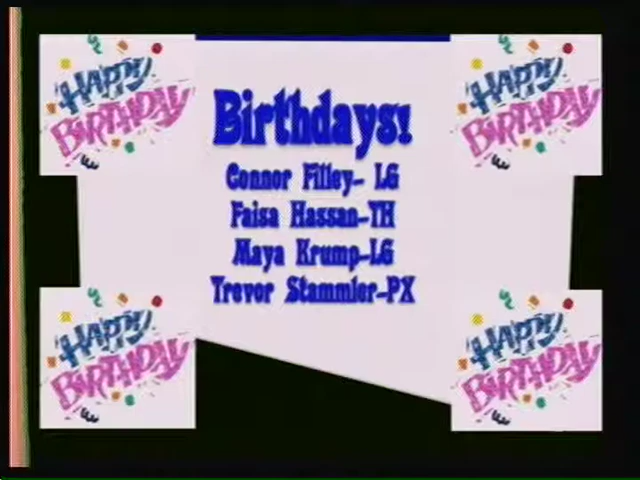 HAPPY
BIRTHDAY
HAPPY
BIRTHDAY
Birthdays!
Connor Filley- LG
Faisa Hassan-TH
Maya Krump-LG
Trevor Stammler-PX
HAPPY
BIRTHDAY
HAPPY
BIRTHDAY